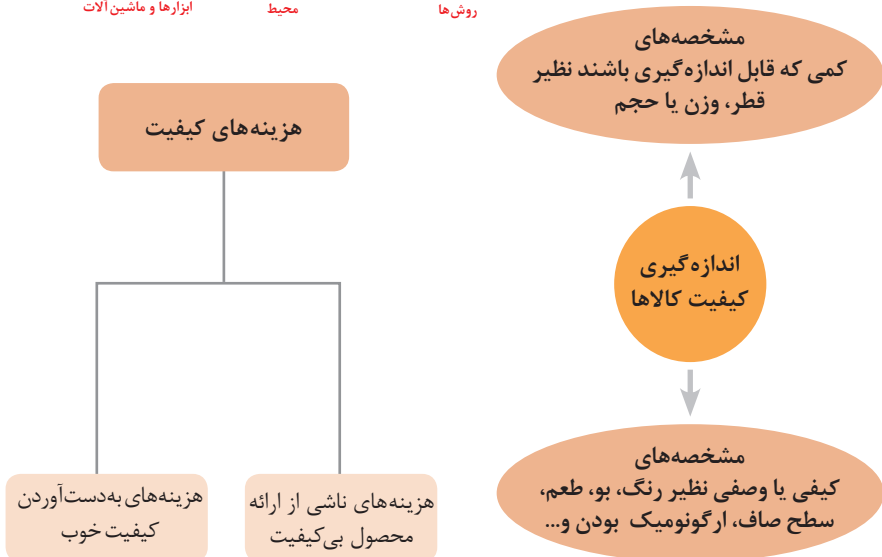 روش‌ها
محیط
ابزارها و ماشین آلات
مشخصه‌های
کمی که قابل اندازه‌گیری باشند نظیر
قطر، وزن یا حجم
اندازه‌گیری
کیفیت کالاها
مشخصه‌های
کیفی یا وصفی نظیر رنگ، بو، طعم،
سطح صاف، ارگونومیک بودن و...
هزینه‌های کیفیت
هزینه‌های ناشی از ارائه
محصول بی‌کیفیت
هزینه‌های به‌دست‌آوردن
کیفیت خوب